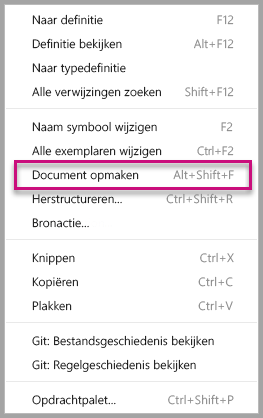 Naar definitie F12
Definitie bekijken Alt+F12
Naar typedefinitie
Alle verwijzingen zoeken Shift+F12
Naam symbool wijzigen F2
Alle exemplaren wijzigen Ctrl+F2
Document opmaken Alt+Shift+F
Herstructureren... Ctrl+Shift+R
Bronactie...
Knippen Ctrl+X
Kopiëren Ctrl+C
Plakken Ctrl+V
Git: Bestandsgeschiedenis bekijken
Git: Regelgeschiedenis bekijken
Opdrachtpalet... Ctrl+Shift+P